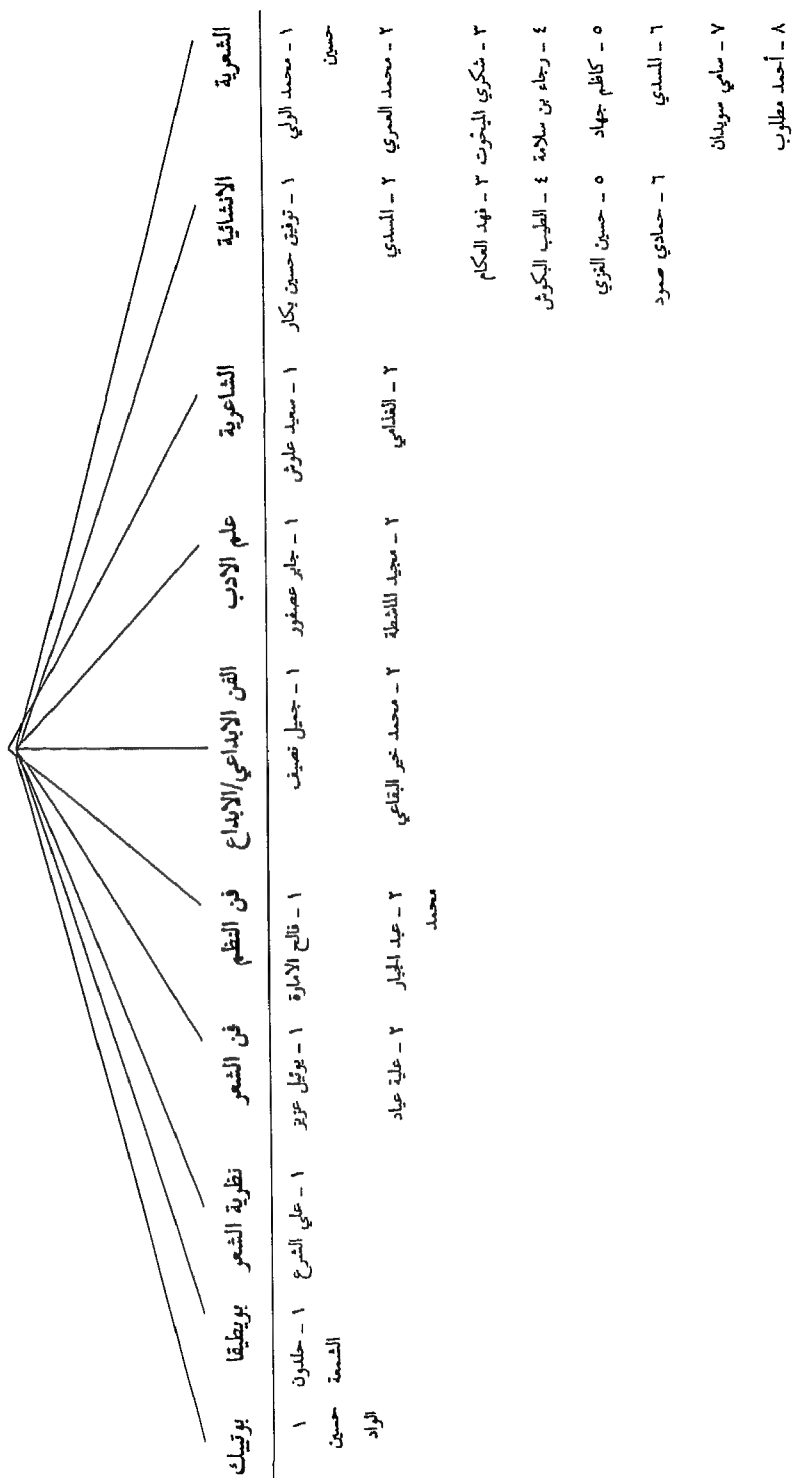 الشعرية الانشائية الشاعرية علم الادب الفن الابداعي/الابداع فن النظم فن الشعر نظرية الشعر بويطيقا بوتيك
١ - محمد الولي ١ - توفيق حسين بكار ١ - سعيد علوش ١ - جابر عصفور ١ - جميل نصيف ١ - فالح الامارة ١ - يوئيل عزيز ١ - علي الشرع ١ - خلدون ١
حسين الشمعة حسين
٢ - محمد العمري ٢ - المسدي ٢ - الغذامي ٢ - مجيد الماشطة ٢ - محمد خير البقاعي ٢ - عبد الجبار ٢ - علية عياد الواد
محمد
٣ - شكري المبخوت ٣ - فهد العكام
٤ - رجاء بن سلامة ٤ - الطيب البكوش
٥ - كاظم جهاد ٥ - حسين الغزي
٦ - المسدي ٦ - حمادي صمود
٧ - سامي سويدان
٨ - أحمد مطلوب